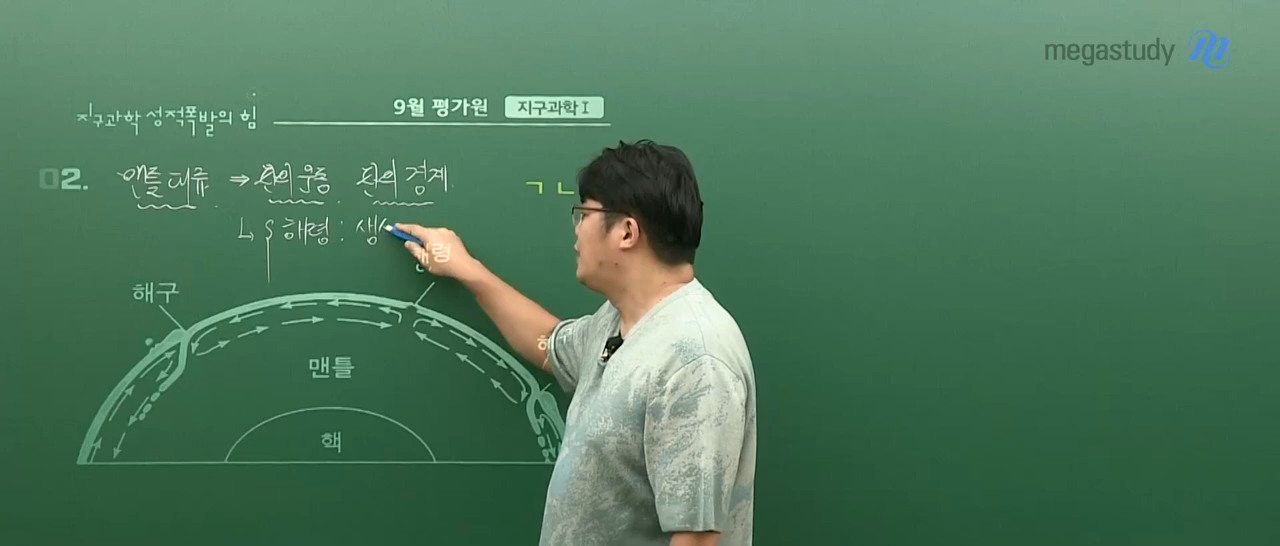 megastudy
지구과학 성적폭발의 힘
9월 평가원 지구과학 I
02. 맨틀 대류 ⇒ 판의 운동. 판의 경계.
↳ 해령 : 생
ㄱ ㄴ
해령
해구
맨틀
핵